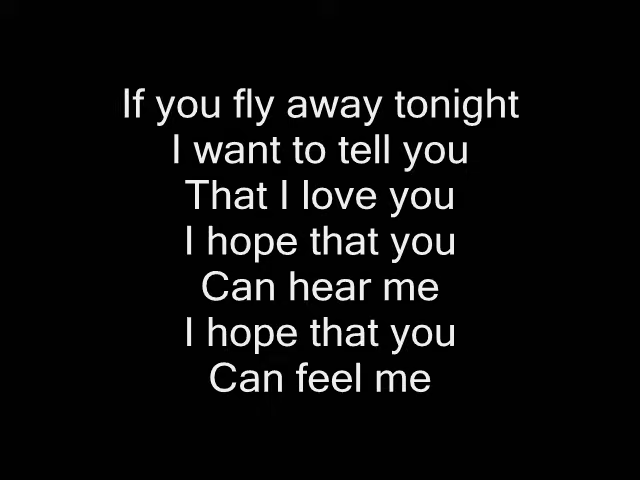 If you fly away tonight
I want to tell you
That I love you
I hope that you
Can hear me
I hope that you
Can feel me